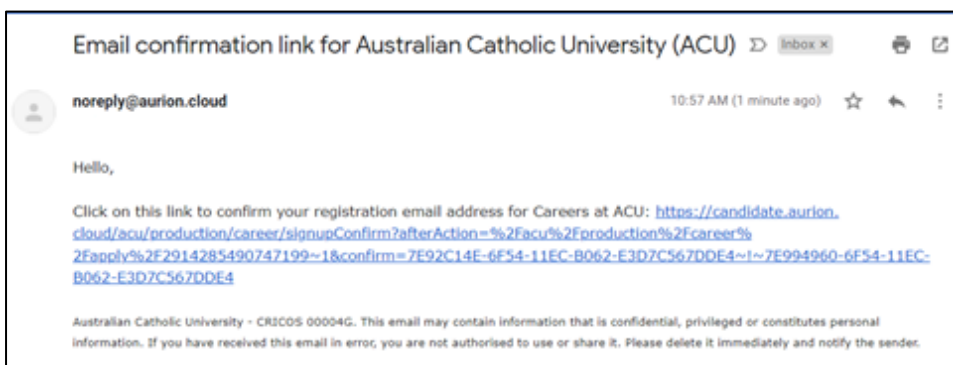 Email confirmation link for Australian Catholic University (ACU) Inbox ×
noreply@aurion.cloud 10:57 AM (1 minute ago)
Hello,
Click on this link to confirm your registration email address for Careers at ACU: https://candidate.aurion.
cloud/acu/production/career/signupConfirm?afterAction=%2Facu%2Fproduction%2Fcareer%
2Fapply%2F2914285490747199~1&confirm=7E92C14E-6F54-11EC-B062-E3D7C567DDE4~!~7E994960-6F54-11EC-
B062-E3D7C567DDE4
Australian Catholic University - CRICOS 00004G. This email may contain information that is confidential, privileged or constitutes personal
information. If you have received this email in error, you are not authorised to use or share it. Please delete it immediately and notify the sender.